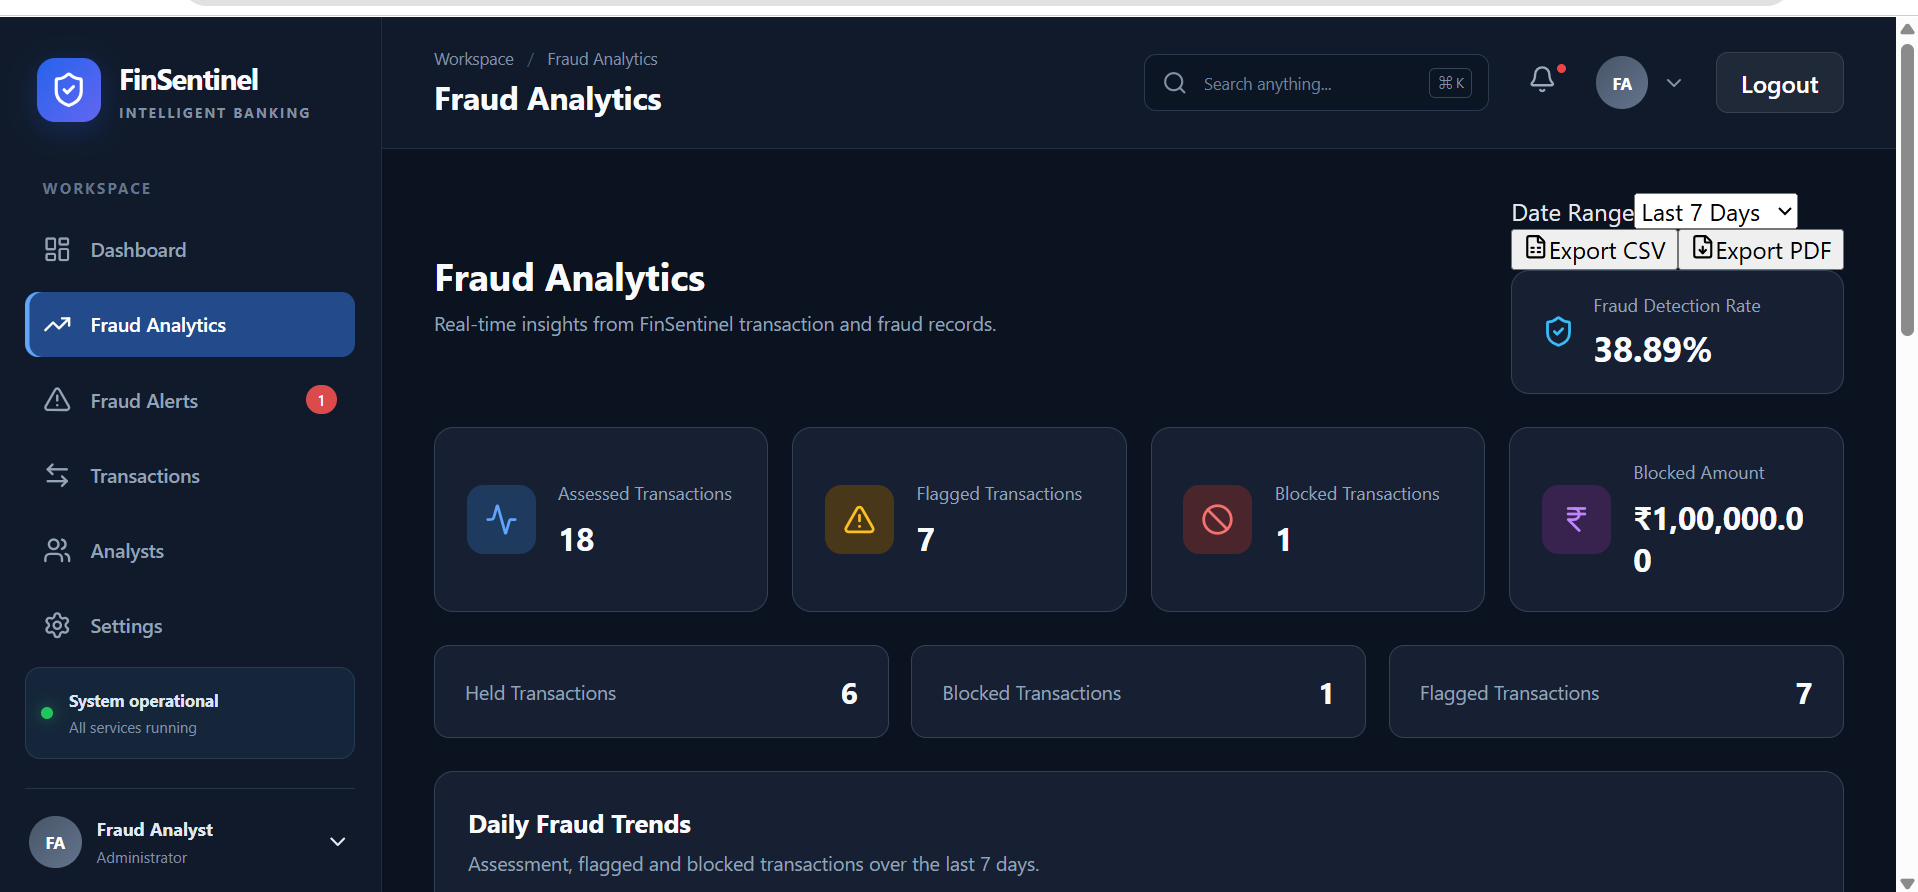 FinSentinel
INTELLIGENT BANKING
WORKSPACE
Dashboard
Fraud Analytics
Fraud Alerts 1
Transactions
Analysts
Settings
System operational
All services running
FA
Fraud Analyst
Administrator
Workspace / Fraud Analytics
Fraud Analytics
Search anything... ⌘K
FA
Logout
Fraud Analytics
Real-time insights from FinSentinel transaction and fraud records.
Date Range Last 7 Days
Export CSV Export PDF
Fraud Detection Rate
38.89%
Assessed Transactions
18
Flagged Transactions
7
Blocked Transactions
1
Blocked Amount
₹1,00,000.0
0
Held Transactions 6
Blocked Transactions 1
Flagged Transactions 7
Daily Fraud Trends
Assessment, flagged and blocked transactions over the last 7 days.